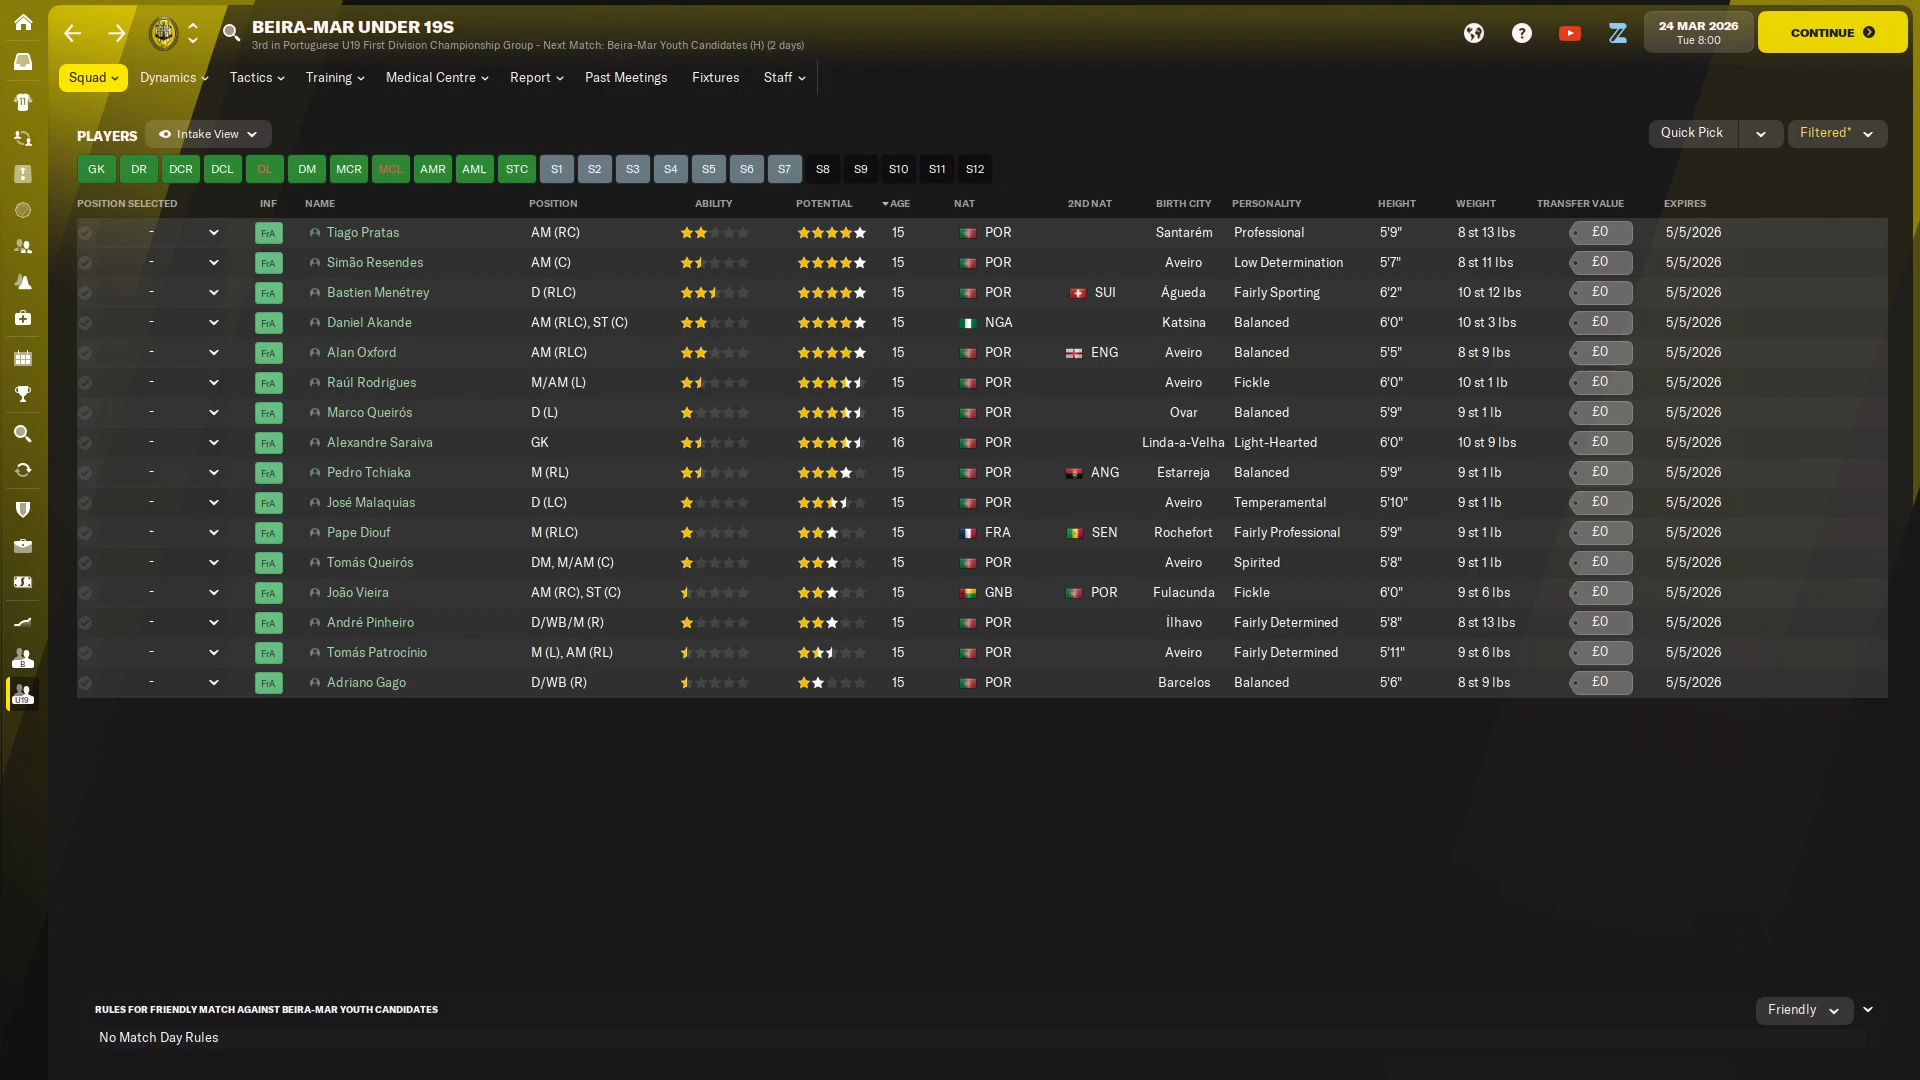 BEIRA-MAR UNDER 19S
3rd in Portuguese U19 First Division Championship Group - Next Match: Beira-Mar Youth Candidates (H) (2 days)
24 MAR 2026
Tue 8:00
CONTINUE
Squad Dynamics Tactics Training Medical Centre Report Past Meetings Fixtures Staff
PLAYERS Intake View Quick Pick Filtered*
GK DR DCR DCL DL DM MCR MCL AMR AML STC S1 S2 S3 S4 S5 S6 S7 S8 S9 S10 S11 S12
POSITION SELECTED INF NAME POSITION ABILITY POTENTIAL AGE NAT 2ND NAT BIRTH CITY PERSONALITY HEIGHT WEIGHT TRANSFER VALUE EXPIRES
- FrA Tiago Pratas AM (RC) 15 POR Santarém Professional 5'9" 8 st 13 lbs £0 5/5/2026
- FrA Simão Resendes AM (C) 15 POR Aveiro Low Determination 5'7" 8 st 11 lbs £0 5/5/2026
- FrA Bastien Menétrey D (RLC) 15 POR SUI Águeda Fairly Sporting 6'2" 10 st 12 lbs £0 5/5/2026
- FrA Daniel Akande AM (RLC), ST (C) 15 NGA Katsina Balanced 6'0" 10 st 3 lbs £0 5/5/2026
- FrA Alan Oxford AM (RLC) 15 POR ENG Aveiro Balanced 5'5" 8 st 9 lbs £0 5/5/2026
- FrA Raúl Rodrigues M/AM (L) 15 POR Aveiro Fickle 6'0" 10 st 1 lb £0 5/5/2026
- FrA Marco Queirós D (L) 15 POR Ovar Balanced 5'9" 9 st 1 lb £0 5/5/2026
- FrA Alexandre Saraiva GK 16 POR Linda-a-Velha Light-Hearted 6'0" 10 st 9 lbs £0 5/5/2026
- FrA Pedro Tchiaka M (RL) 15 POR ANG Estarreja Balanced 5'9" 9 st 1 lb £0 5/5/2026
- FrA José Malaquias D (LC) 15 POR Aveiro Temperamental 5'10" 9 st 1 lb £0 5/5/2026
- FrA Pape Diouf M (RLC) 15 FRA SEN Rochefort Fairly Professional 5'9" 9 st 1 lb £0 5/5/2026
- FrA Tomás Queirós DM, M/AM (C) 15 POR Aveiro Spirited 5'8" 9 st 1 lb £0 5/5/2026
- FrA João Vieira AM (RC), ST (C) 15 GNB POR Fulacunda Fickle 6'0" 9 st 6 lbs £0 5/5/2026
- FrA André Pinheiro D/WB/M (R) 15 POR Ílhavo Fairly Determined 5'8" 8 st 13 lbs £0 5/5/2026
- FrA Tomás Patrocínio M (L), AM (RL) 15 POR Aveiro Fairly Determined 5'11" 9 st 6 lbs £0 5/5/2026
- FrA Adriano Gago D/WB (R) 15 POR Barcelos Balanced 5'6" 8 st 9 lbs £0 5/5/2026
B
U19
RULES FOR FRIENDLY MATCH AGAINST BEIRA-MAR YOUTH CANDIDATES Friendly
No Match Day Rules